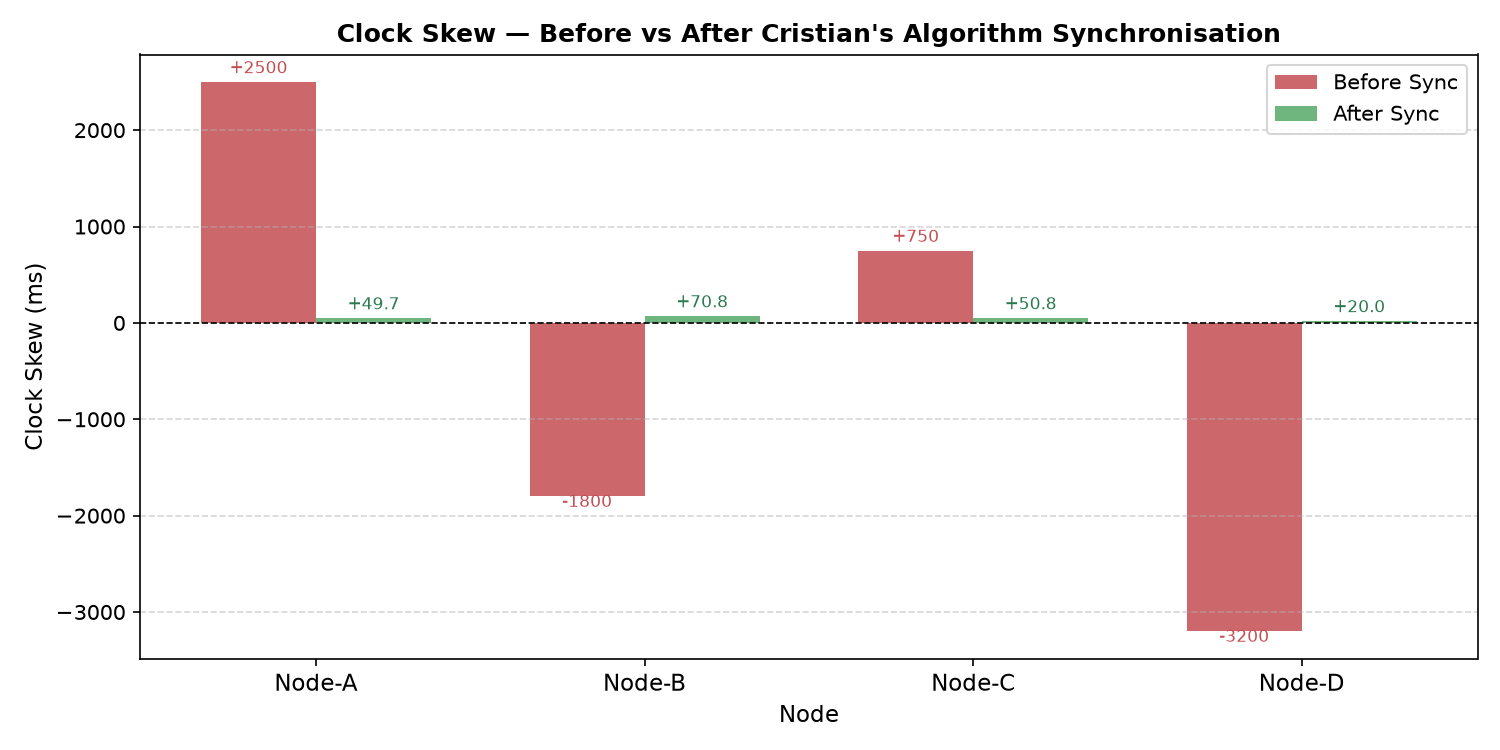 Clock Skew — Before vs After Cristian's Algorithm Synchronisation
Before Sync
After Sync
Clock Skew (ms)
2000
1000
0
−1000
−2000
−3000
+2500
+49.7
-1800
+70.8
+750
+50.8
-3200
+20.0
Node-A
Node-B
Node-C
Node-D
Node